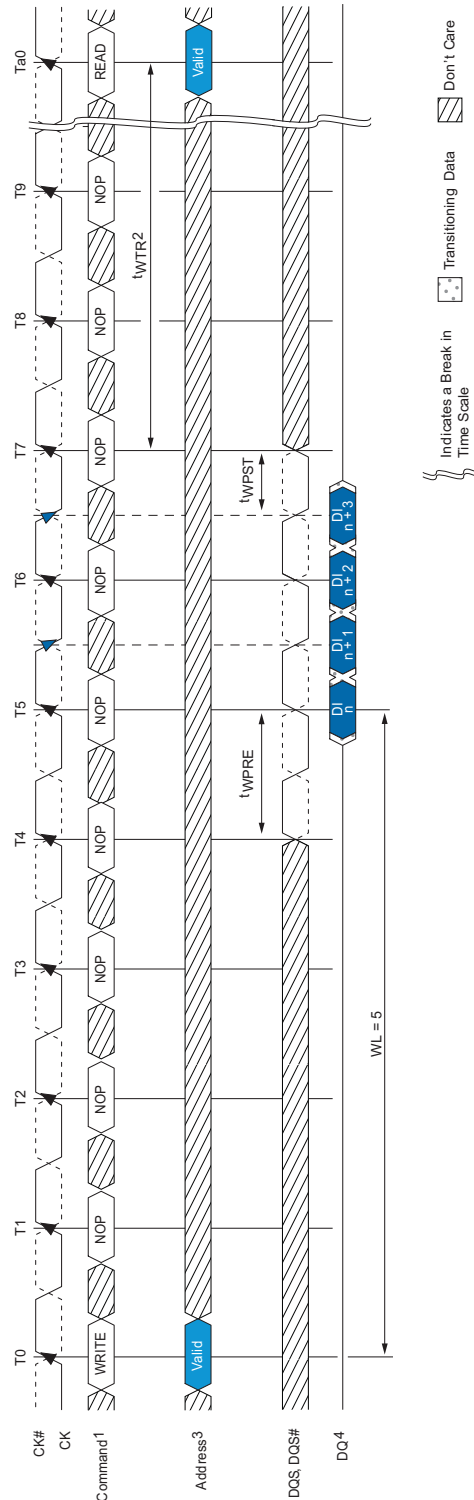 T0 T1 T2 T3 T4 T5 T6 T7 T8 T9 Ta0
CK#
CK
Command1 WRITE NOP NOP NOP NOP NOP NOP NOP NOP NOP READ
tWTR2
Address3 Valid Valid
tWPRE tWPST
DQS, DQS#
DQ4 DI n DI n + 1 DI n + 2 DI n + 3
WL = 5
Indicates a Break in
Time Scale
Transitioning Data
Don't Care